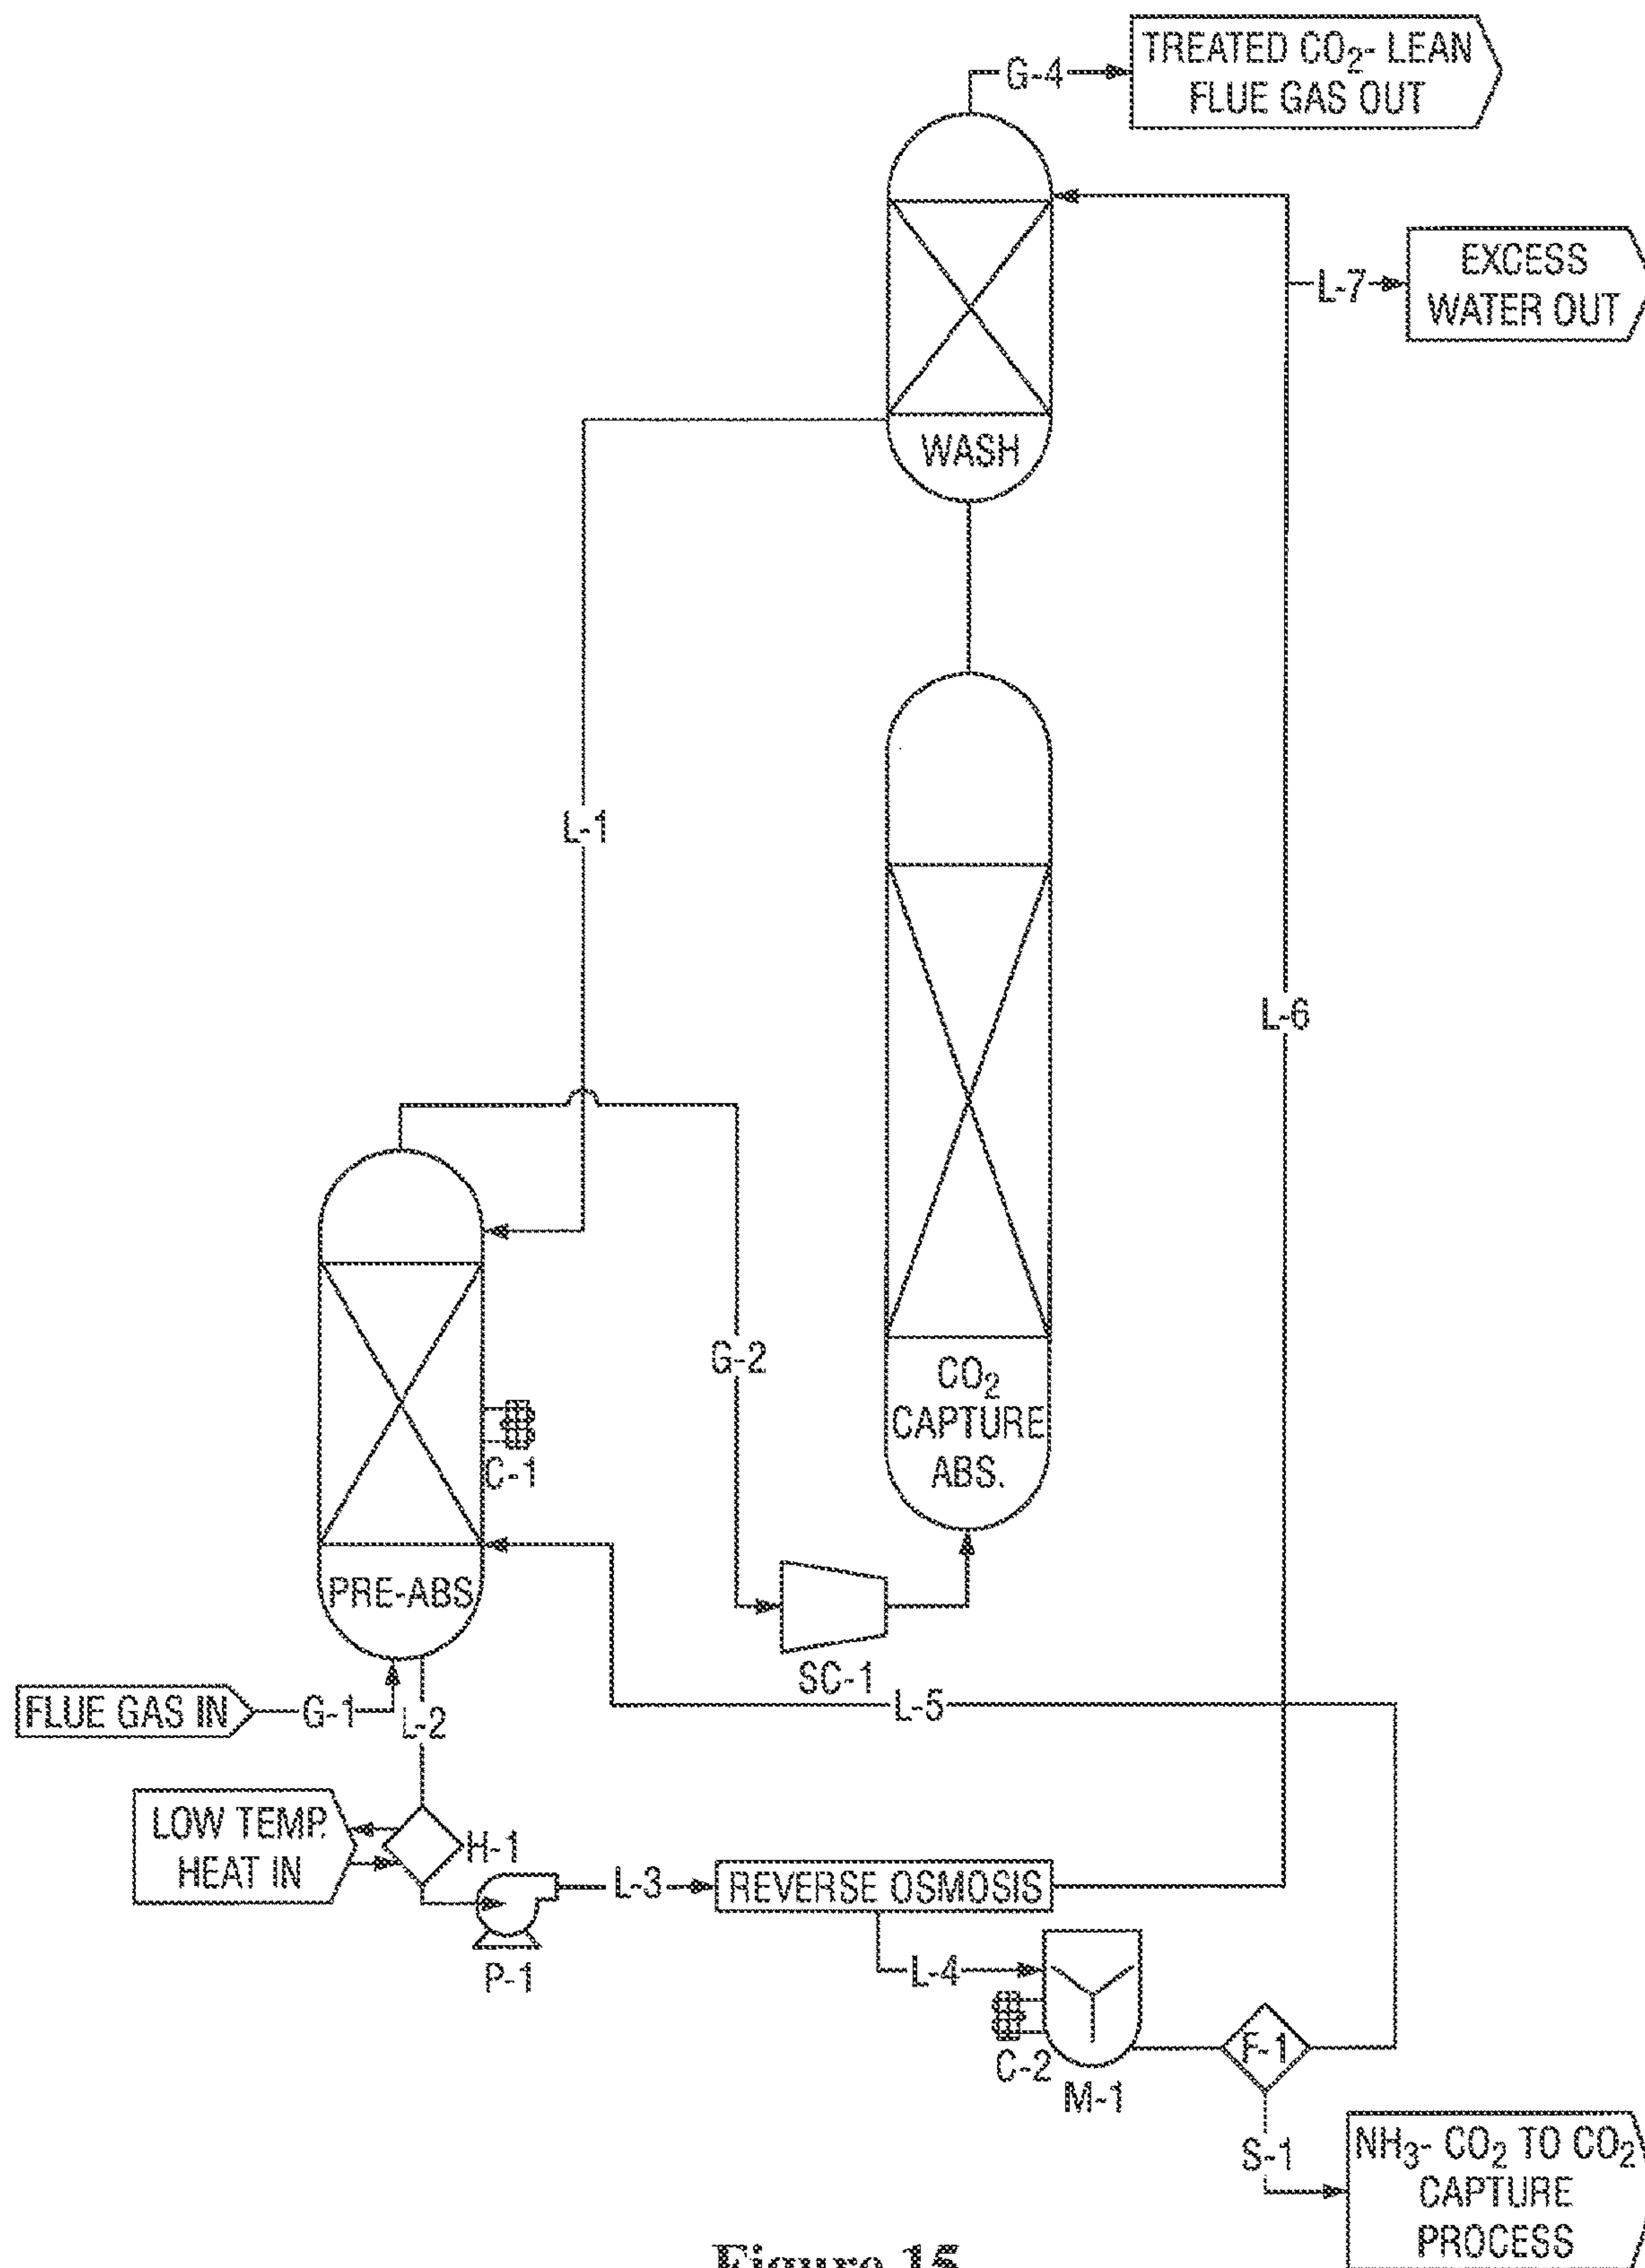 G-4
TREATED CO₂- LEAN
FLUE GAS OUT
L-7
EXCESS
WATER OUT
WASH
L-1
L-6
G-2
CO₂
CAPTURE
ABS.
C-1
PRE-ABS
SC-1
FLUE GAS IN
G-1
L-2
L-5
LOW TEMP.
HEAT IN
H-1
L-3
REVERSE OSMOSIS
P-1
L-4
C-2
M-1
F-1
S-1
NH₃- CO₂ TO CO₂
CAPTURE
PROCESS
Figure 15